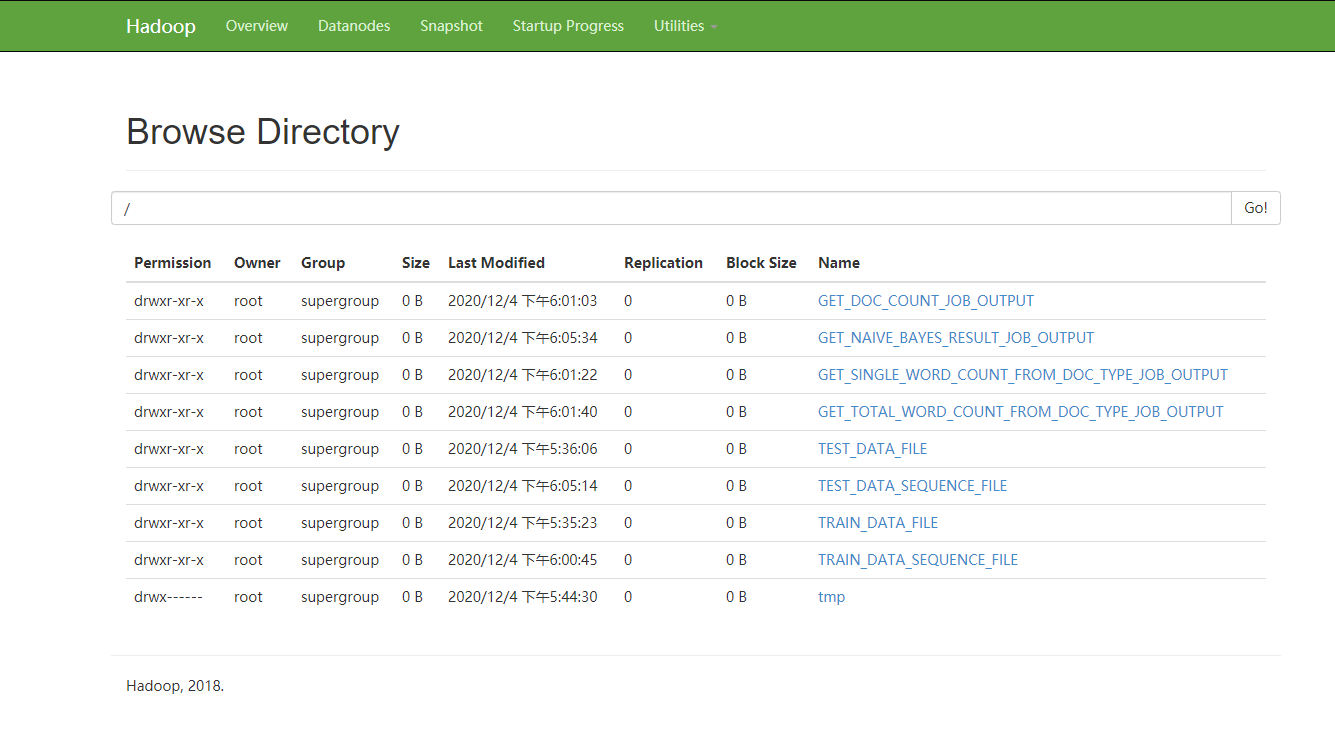 Hadoop Overview Datanodes Snapshot Startup Progress Utilities
Browse Directory
/ Go!
Permission Owner Group Size Last Modified Replication Block Size Name
drwxr-xr-x root supergroup 0 B 2020/12/4 下午6:01:03 0 0 B GET_DOC_COUNT_JOB_OUTPUT
drwxr-xr-x root supergroup 0 B 2020/12/4 下午6:05:34 0 0 B GET_NAIVE_BAYES_RESULT_JOB_OUTPUT
drwxr-xr-x root supergroup 0 B 2020/12/4 下午6:01:22 0 0 B GET_SINGLE_WORD_COUNT_FROM_DOC_TYPE_JOB_OUTPUT
drwxr-xr-x root supergroup 0 B 2020/12/4 下午6:01:40 0 0 B GET_TOTAL_WORD_COUNT_FROM_DOC_TYPE_JOB_OUTPUT
drwxr-xr-x root supergroup 0 B 2020/12/4 下午5:36:06 0 0 B TEST_DATA_FILE
drwxr-xr-x root supergroup 0 B 2020/12/4 下午6:05:14 0 0 B TEST_DATA_SEQUENCE_FILE
drwxr-xr-x root supergroup 0 B 2020/12/4 下午5:35:23 0 0 B TRAIN_DATA_FILE
drwxr-xr-x root supergroup 0 B 2020/12/4 下午6:00:45 0 0 B TRAIN_DATA_SEQUENCE_FILE
drwx------ root supergroup 0 B 2020/12/4 下午5:44:30 0 0 B tmp
Hadoop, 2018.